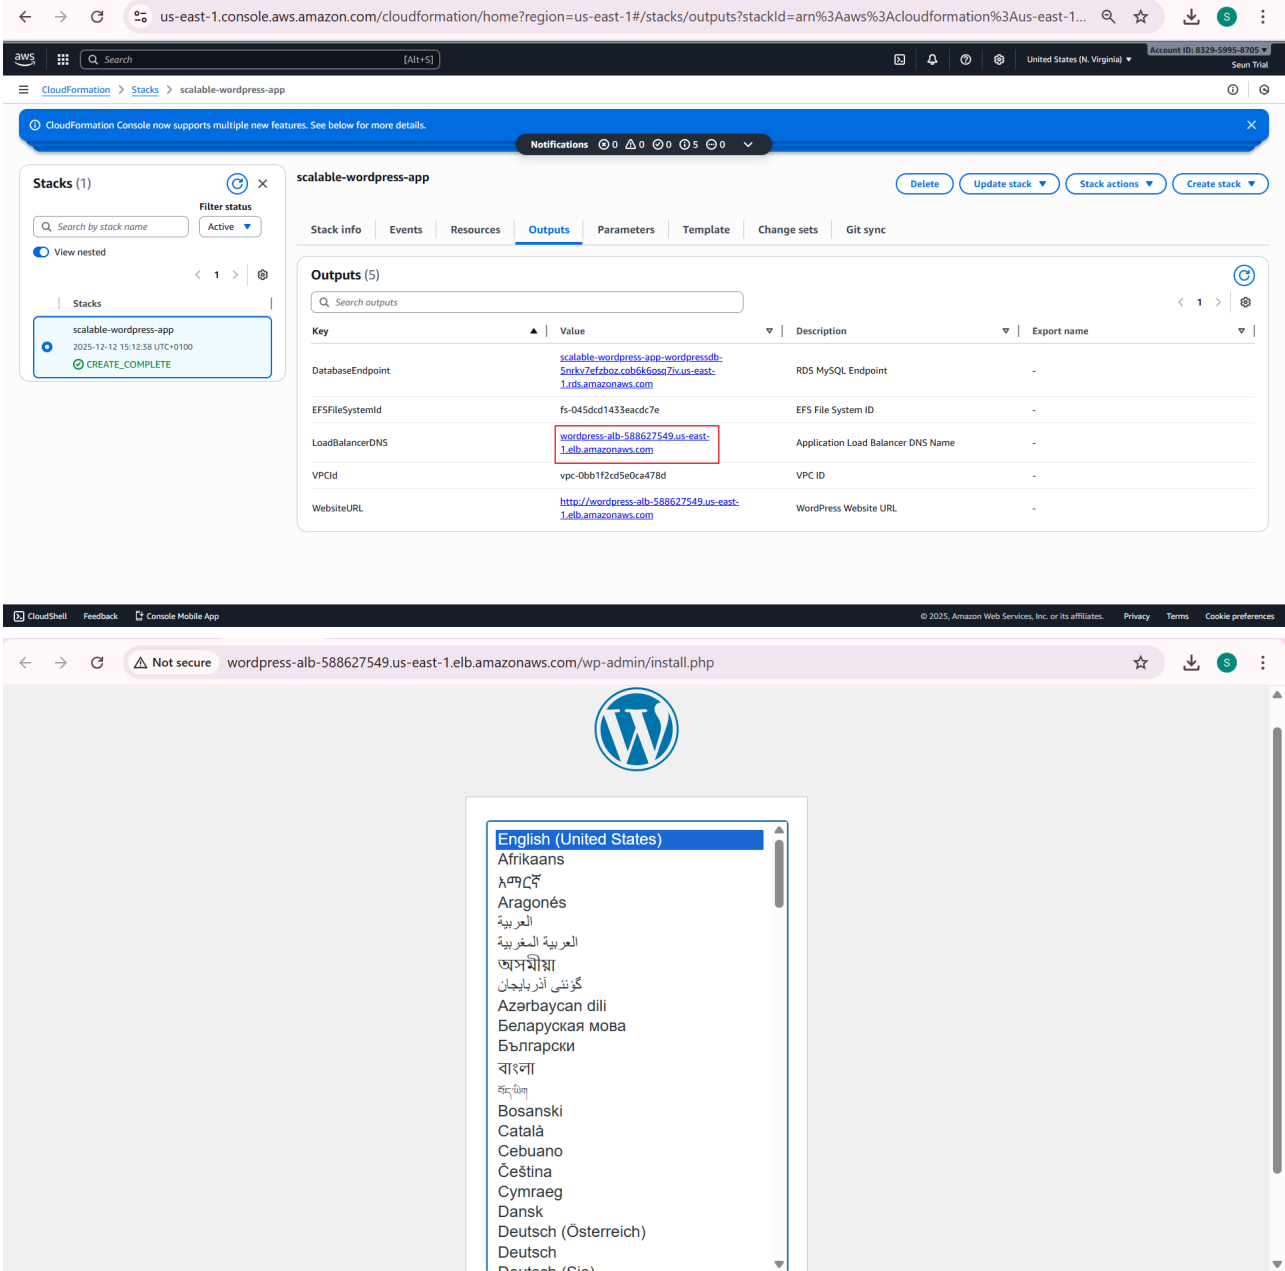 us-east-1.console.aws.amazon.com/cloudformation/home?region=us-east-1#/stacks/outputs?stackId=arn%3Aaws%3Acloudformation%3Aus-east-1...
S
aws
Search
[Alt+S]
United States (N. Virginia)
Account ID: 8329-5995-8705
Seun Trial
CloudFormation > Stacks > scalable-wordpress-app
CloudFormation Console now supports multiple new features. See below for more details.
Notifications 0 0 0 5 0
Stacks (1)
Filter status
Search by stack name
Active
View nested
1
Stacks
scalable-wordpress-app
2025-12-12 15:12:38 UTC+0100
CREATE_COMPLETE
scalable-wordpress-app
Delete
Update stack
Stack actions
Create stack
Stack info
Events
Resources
Outputs
Parameters
Template
Change sets
Git sync
Outputs (5)
Search outputs
1
Key Value Description Export name
DatabaseEndpoint
scalable-wordpress-app-wordpressdb-
5nrkv7efzboz.cob6k6osq7iv.us-east-
1.rds.amazonaws.com
RDS MySQL Endpoint
-
EFSFileSystemId
fs-045dcd1433eacdc7e
EFS File System ID
-
LoadBalancerDNS
wordpress-alb-588627549.us-east-
1.elb.amazonaws.com
Application Load Balancer DNS Name
-
VPCId
vpc-0bb1f2cd5e0ca478d
VPC ID
-
WebsiteURL
http://wordpress-alb-588627549.us-east-
1.elb.amazonaws.com
WordPress Website URL
-
CloudShell
Feedback
Console Mobile App
© 2025, Amazon Web Services, Inc. or its affiliates.
Privacy
Terms
Cookie preferences
Not secure
wordpress-alb-588627549.us-east-1.elb.amazonaws.com/wp-admin/install.php
S
W
English (United States)
Afrikaans
አማርኛ
Aragonés
العربية
العربية المغربية
অসমীয়া
گؤنئی آذربایجان
Azərbaycan dili
Беларуская мова
Български
বাংলা
བོད་ཡིག
Bosanski
Català
Cebuano
Čeština
Cymraeg
Dansk
Deutsch (Österreich)
Deutsch